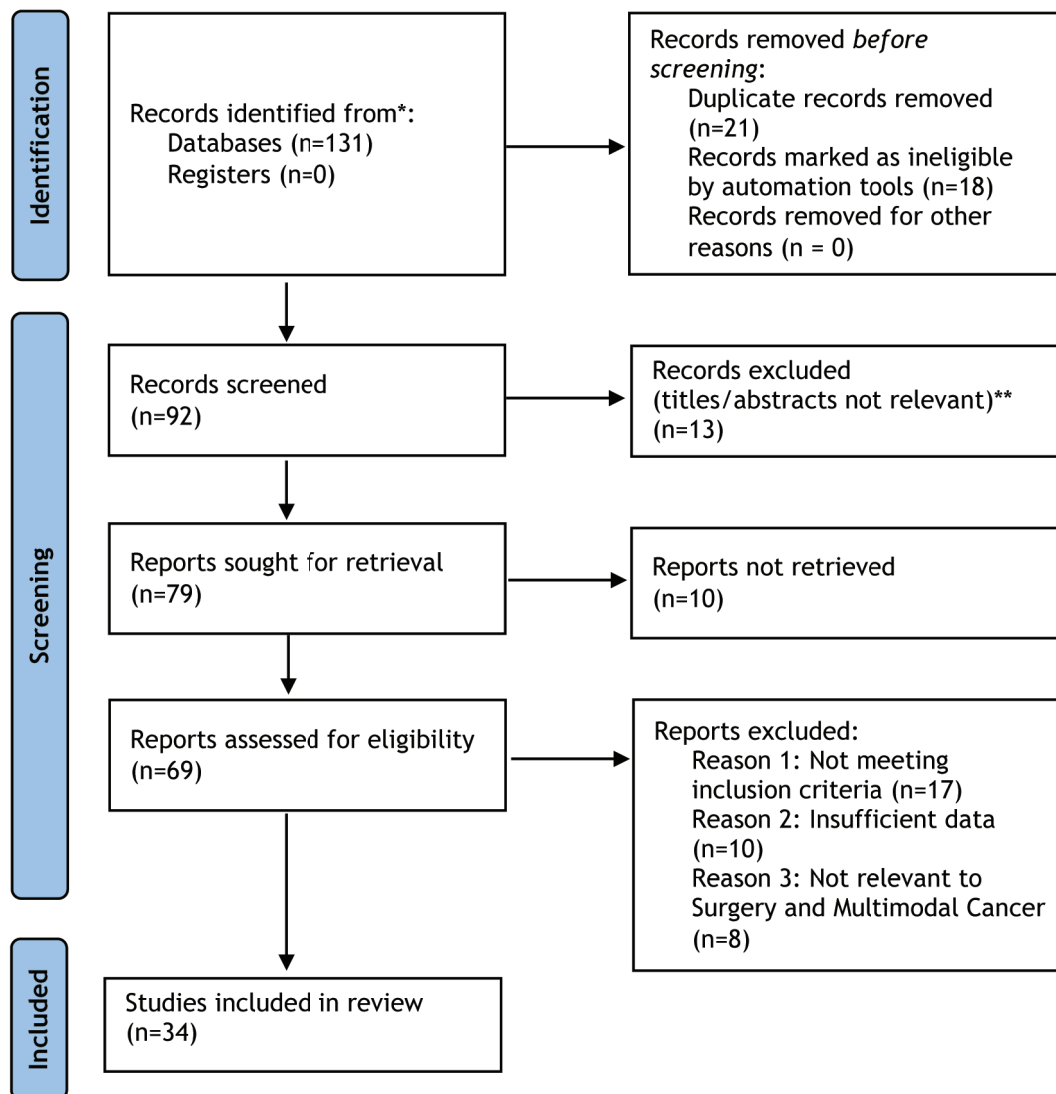 Identification
Records identified from*:
Databases (n=131)
Registers (n=0)
Records removed before
screening:
Duplicate records removed
(n=21)
Records marked as ineligible
by automation tools (n=18)
Records removed for other
reasons (n = 0)
Screening
Records screened
(n=92)
Records excluded
(titles/abstracts not relevant)**
(n=13)
Reports sought for retrieval
(n=79)
Reports not retrieved
(n=10)
Reports assessed for eligibility
(n=69)
Reports excluded:
Reason 1: Not meeting
inclusion criteria (n=17)
Reason 2: Insufficient data
(n=10)
Reason 3: Not relevant to
Surgery and Multimodal Cancer
(n=8)
Included
Studies included in review
(n=34)